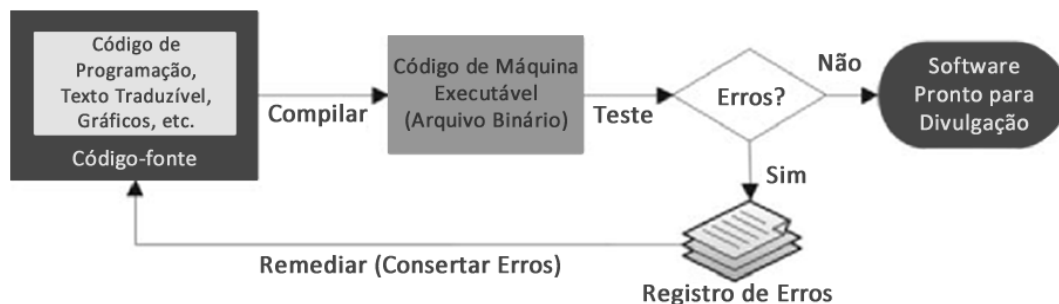 Código de
Programação,
Texto Traduzível,
Gráficos, etc.
Código-fonte
Compilar
Código de Máquina
Executável
(Arquivo Binário)
Teste
Erros?
Não
Software
Pronto para
Divulgação
Sim
Registro de Erros
Remediar (Consertar Erros)